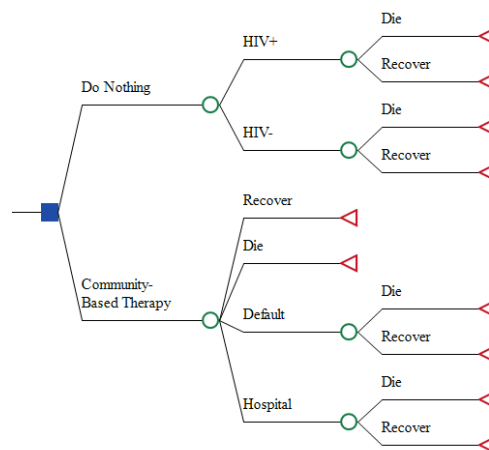 Die
HIV+
Recover
Do Nothing
Die
HIV-
Recover
Recover
Die
Community-
Based Therapy
Die
Default
Recover
Die
Hospital
Recover